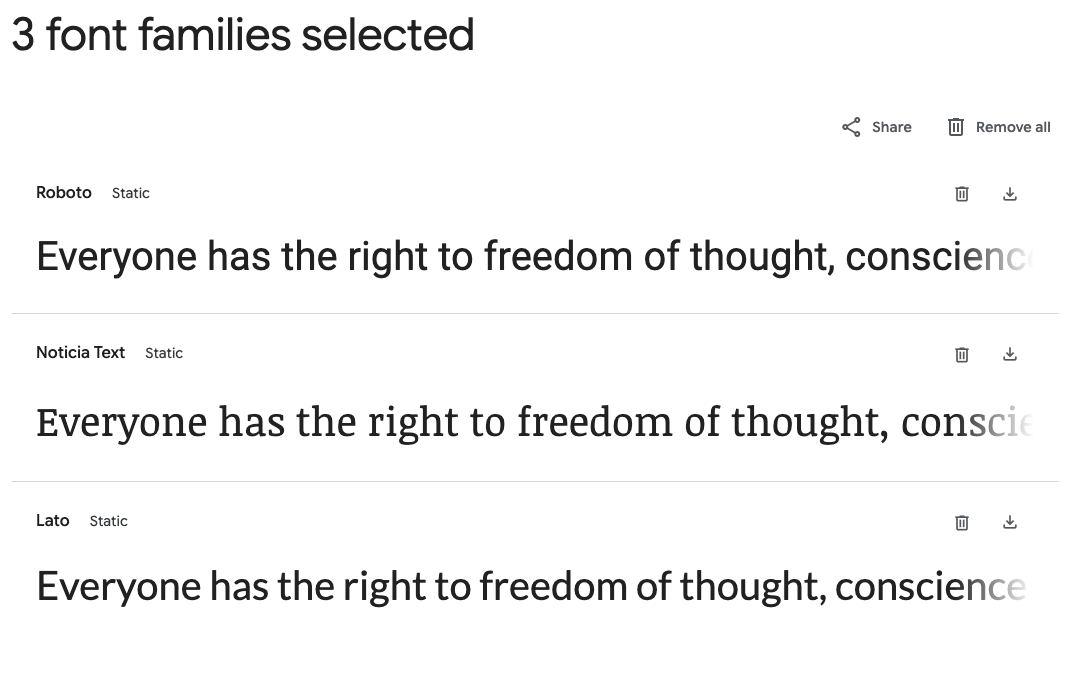 3 font families selected
Share Remove all
Roboto Static
Everyone has the right to freedom of thought, conscience
Noticia Text Static
Everyone has the right to freedom of thought, conscie
Lato Static
Everyone has the right to freedom of thought, conscience